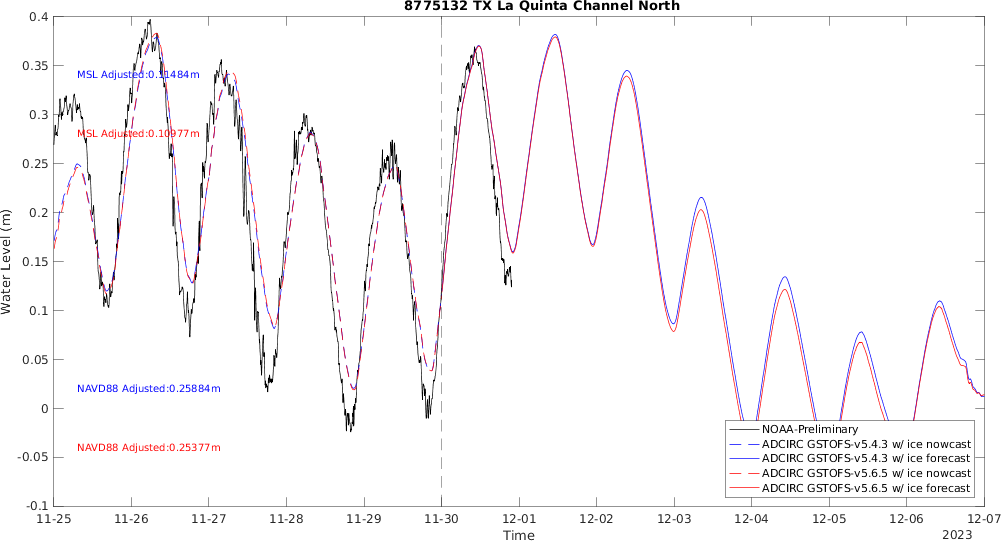 8775132 TX La Quinta Channel North
0.4
0.35
0.3
0.25
0.2
0.15
0.1
0.05
0
-0.05
-0.1
Water Level (m)
MSL Adjusted:0.11484m
MSL Adjusted:0.10977m
NAVD88 Adjusted:0.25884m
NAVD88 Adjusted:0.25377m
NOAA-Preliminary
ADCIRC GSTOFS-v5.4.3 w/ ice nowcast
ADCIRC GSTOFS-v5.4.3 w/ ice forecast
ADCIRC GSTOFS-v5.6.5 w/ ice nowcast
ADCIRC GSTOFS-v5.6.5 w/ ice forecast
11-25 11-26 11-27 11-28 11-29 11-30 12-01 12-02 12-03 12-04 12-05 12-06 12-07
Time
2023